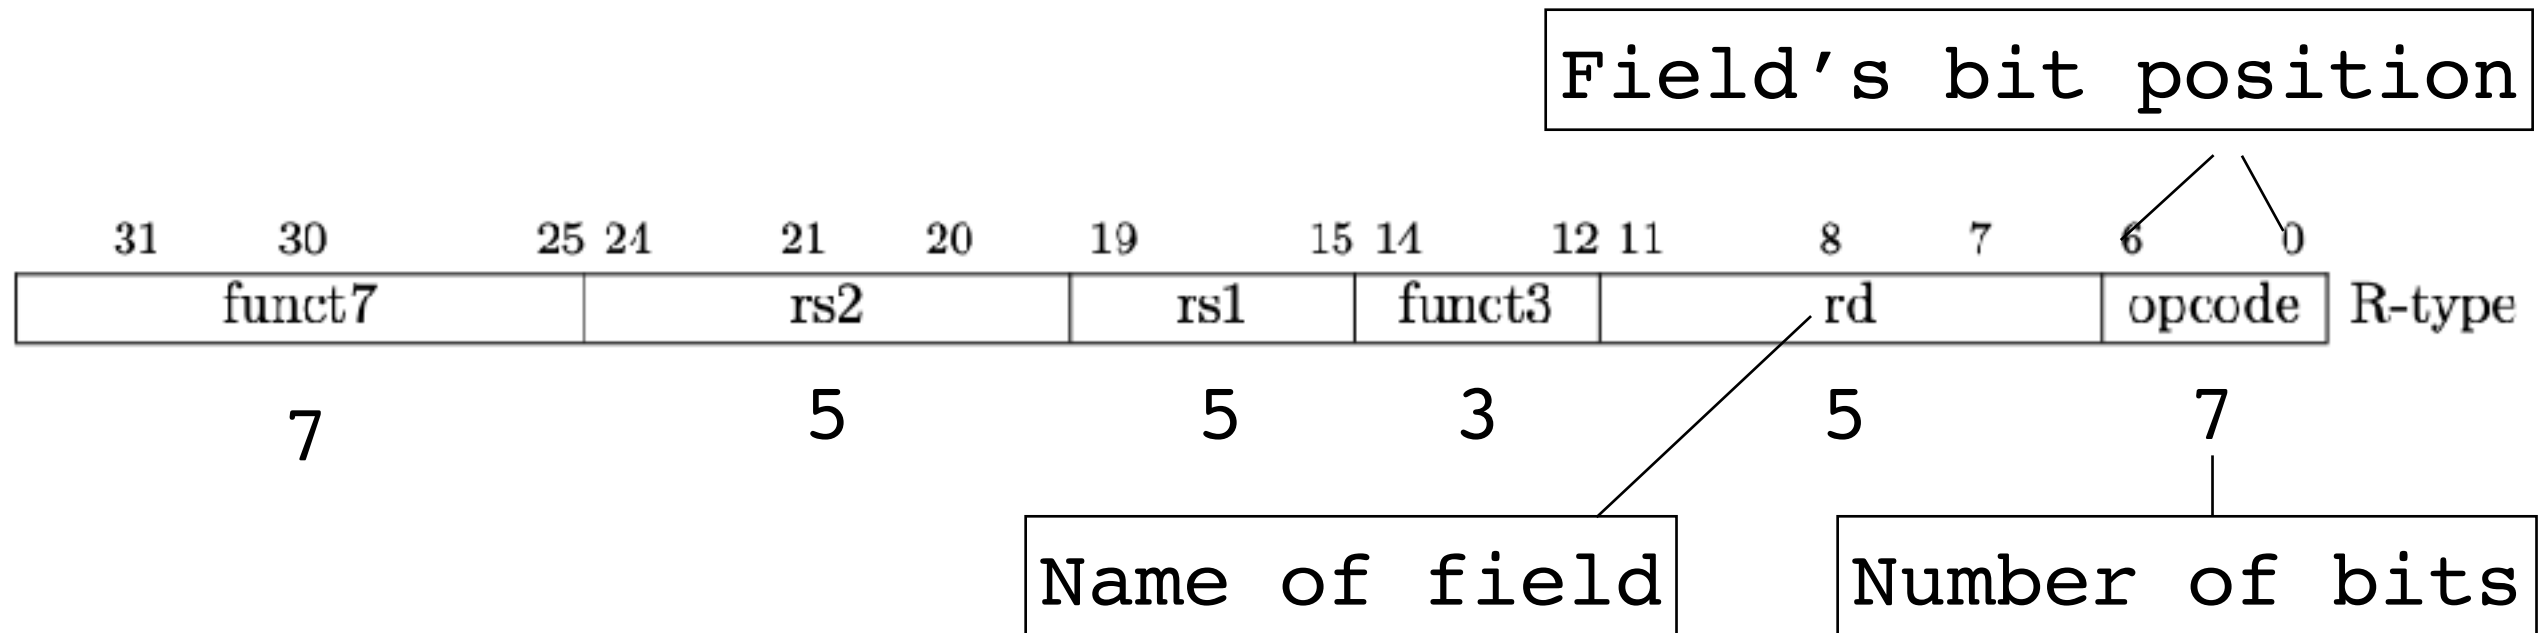 Field’s bit position
31 30 25 24 21 20 19 15 14 12 11 8 7 6 0
funct7 rs2 rs1 funct3 rd opcode R-type
7 5 5 3 5 7
Name of field Number of bits